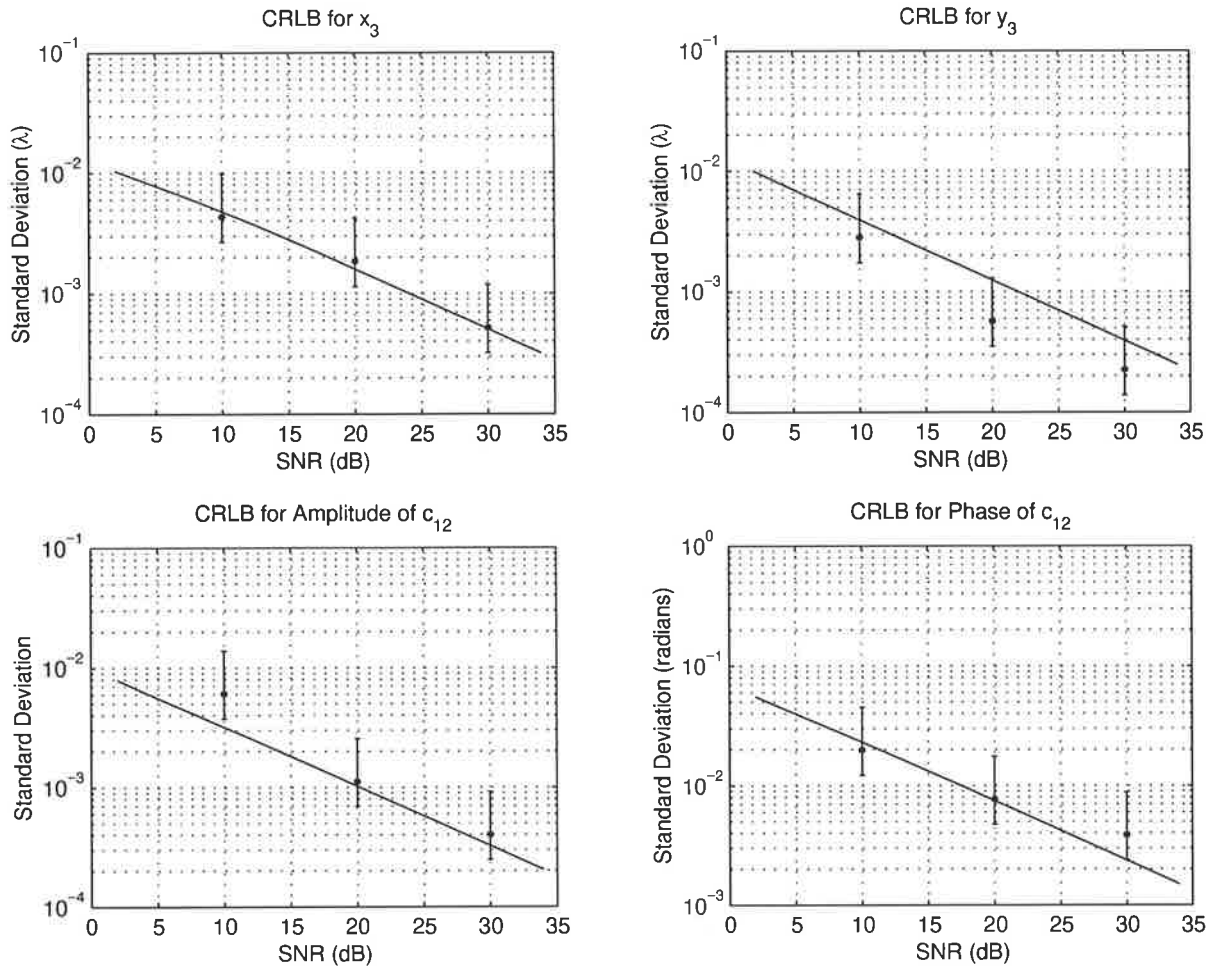 CRLB for x₃
10⁻¹
10⁻²
10⁻³
10⁻⁴
Standard Deviation (λ)
0 5 10 15 20 25 30 35
SNR (dB)
CRLB for y₃
10⁻¹
10⁻²
10⁻³
10⁻⁴
Standard Deviation (λ)
0 5 10 15 20 25 30 35
SNR (dB)
CRLB for Amplitude of c₁₂
10⁻¹
10⁻²
10⁻³
10⁻⁴
Standard Deviation
0 5 10 15 20 25 30 35
SNR (dB)
CRLB for Phase of c₁₂
10⁰
10⁻¹
10⁻²
10⁻³
Standard Deviation (radians)
0 5 10 15 20 25 30 35
SNR (dB)